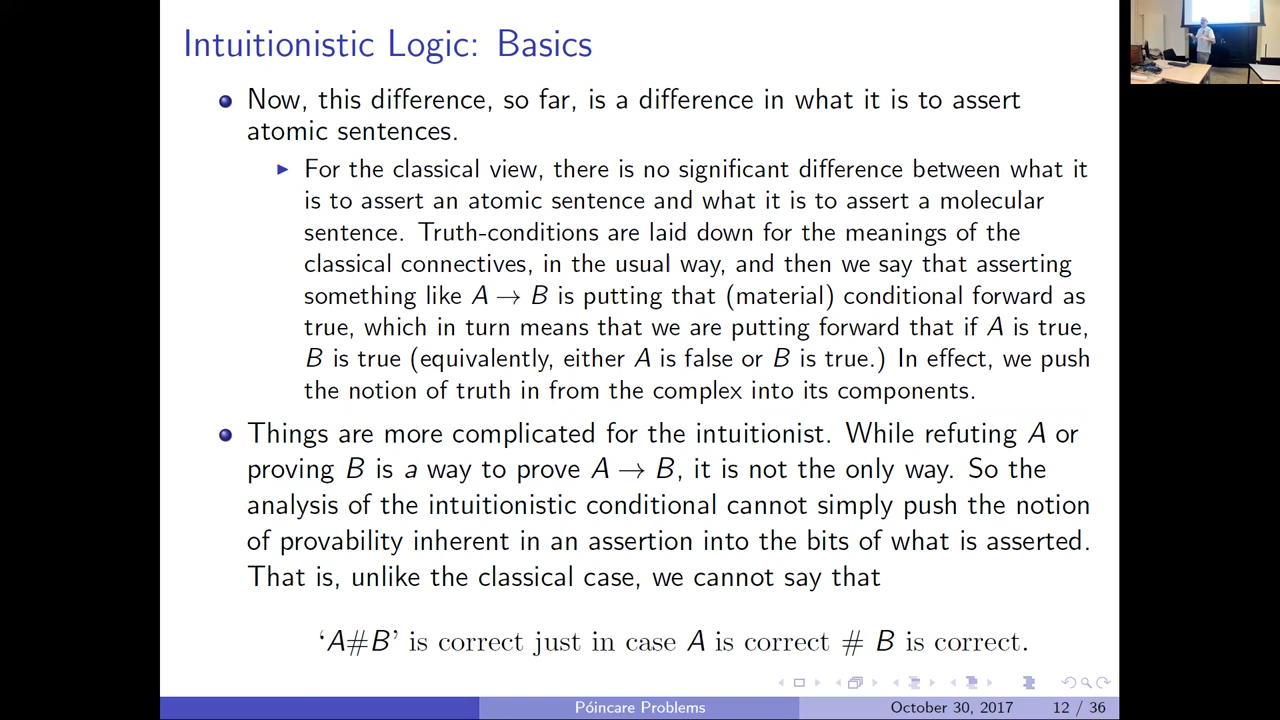 Intuitionistic Logic: Basics
Now, this difference, so far, is a difference in what it is to assert
atomic sentences.
For the classical view, there is no significant difference between what it
is to assert an atomic sentence and what it is to assert a molecular
sentence. Truth-conditions are laid down for the meanings of the
classical connectives, in the usual way, and then we say that asserting
something like A → B is putting that (material) conditional forward as
true, which in turn means that we are putting forward that if A is true,
B is true (equivalently, either A is false or B is true.) In effect, we push
the notion of truth in from the complex into its components.
Things are more complicated for the intuitionist. While refuting A or
proving B is a way to prove A → B, it is not the only way. So the
analysis of the intuitionistic conditional cannot simply push the notion
of provability inherent in an assertion into the bits of what is asserted.
That is, unlike the classical case, we cannot say that
‘A#B’ is correct just in case A is correct # B is correct.
Póincare Problems
October 30, 2017
12 / 36